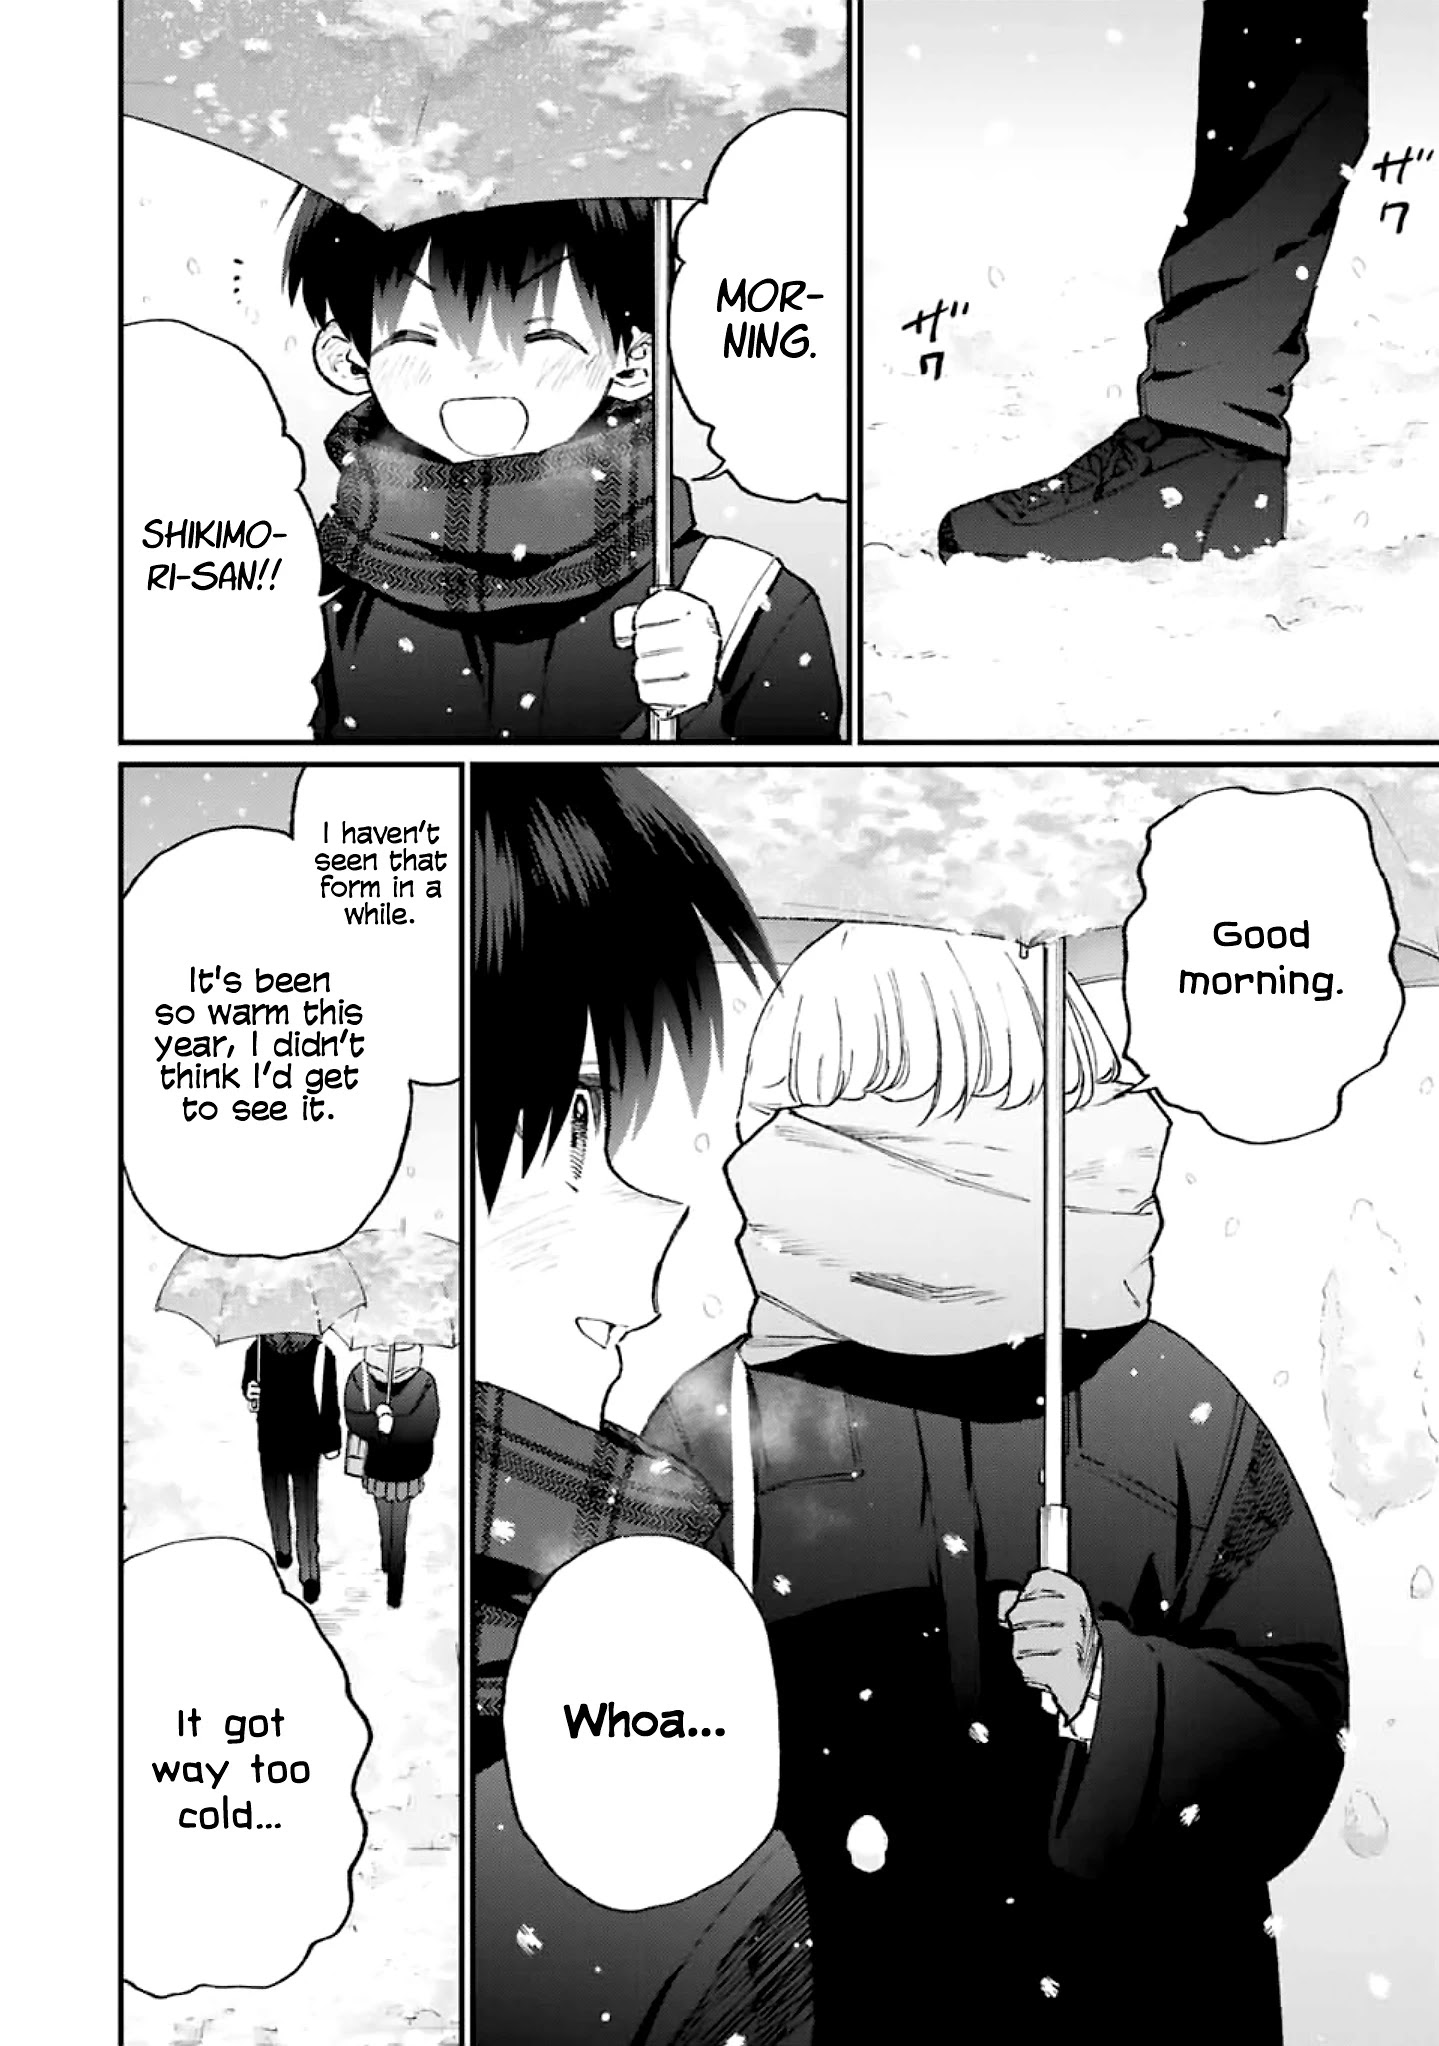 ザ"
ク
ザ"
ク
MOR-
NING.
SHIKIMO-
RI-SAN!!
Good
morning.
Whoa...
I haven't
seen that
form in a
while.
It's been
so warm this
year, I didn't
think I'd get
to see it.
It got
way too
cold...